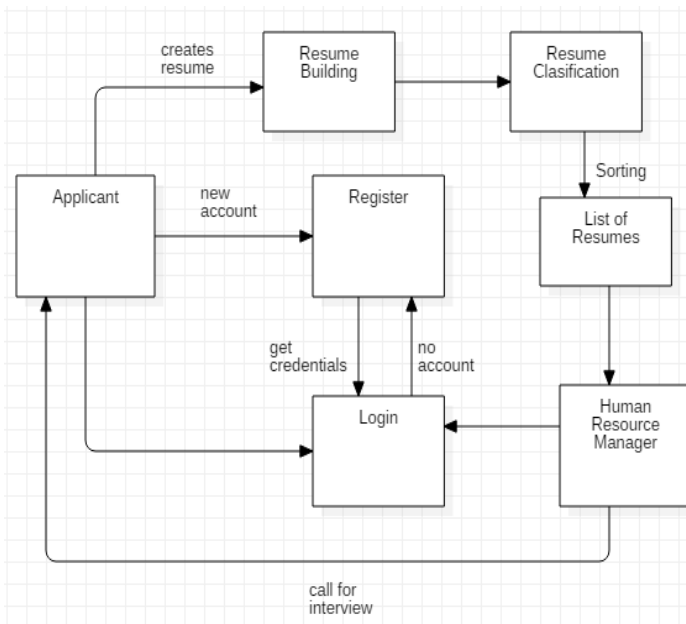 creates
resume
Resume
Building
Resume
Clasification
Sorting
Applicant
new
account
Register
List of
Resumes
get
credentials
no
account
Login
Human
Resource
Manager
call for
interview